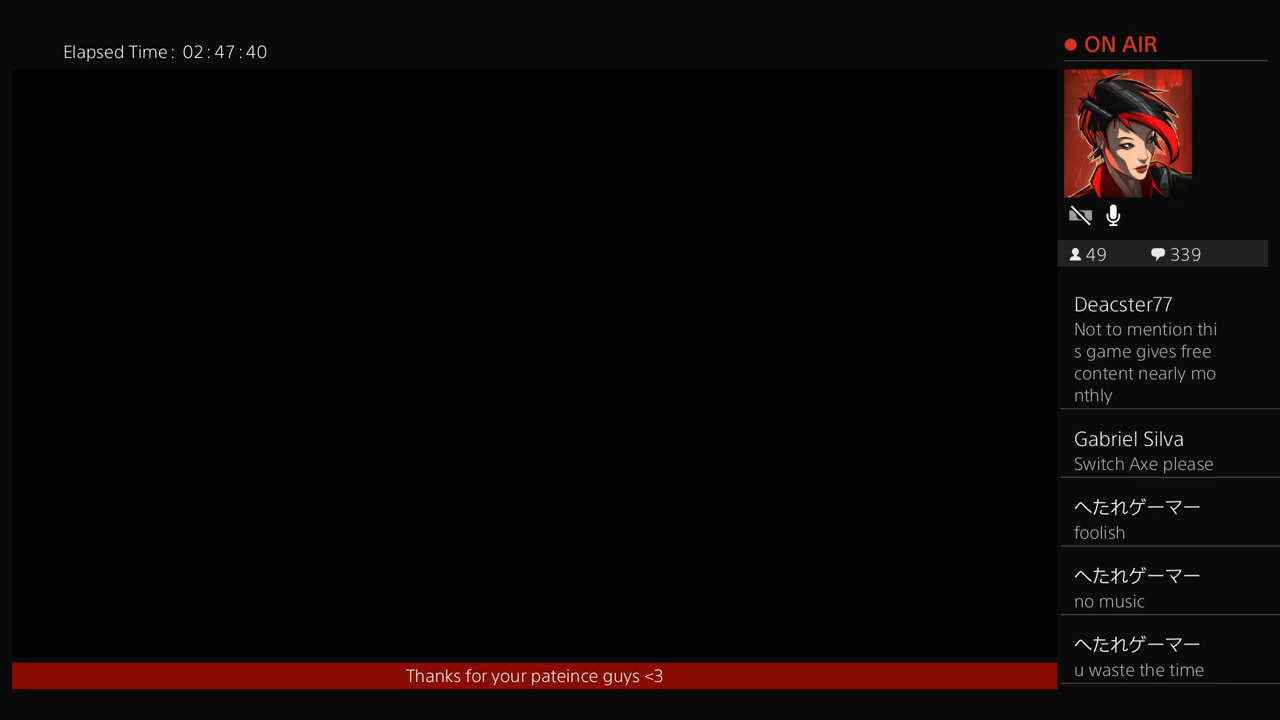 Elapsed Time: 02:47:40
ON AIR
49 339
Deacster77
Not to mention thi
s game gives free
content nearly mo
nthly
Gabriel Silva
Switch Axe please
へたれゲーマー
foolish
へたれゲーマー
no music
へたれゲーマー
u waste the time
Thanks for your pateince guys <3